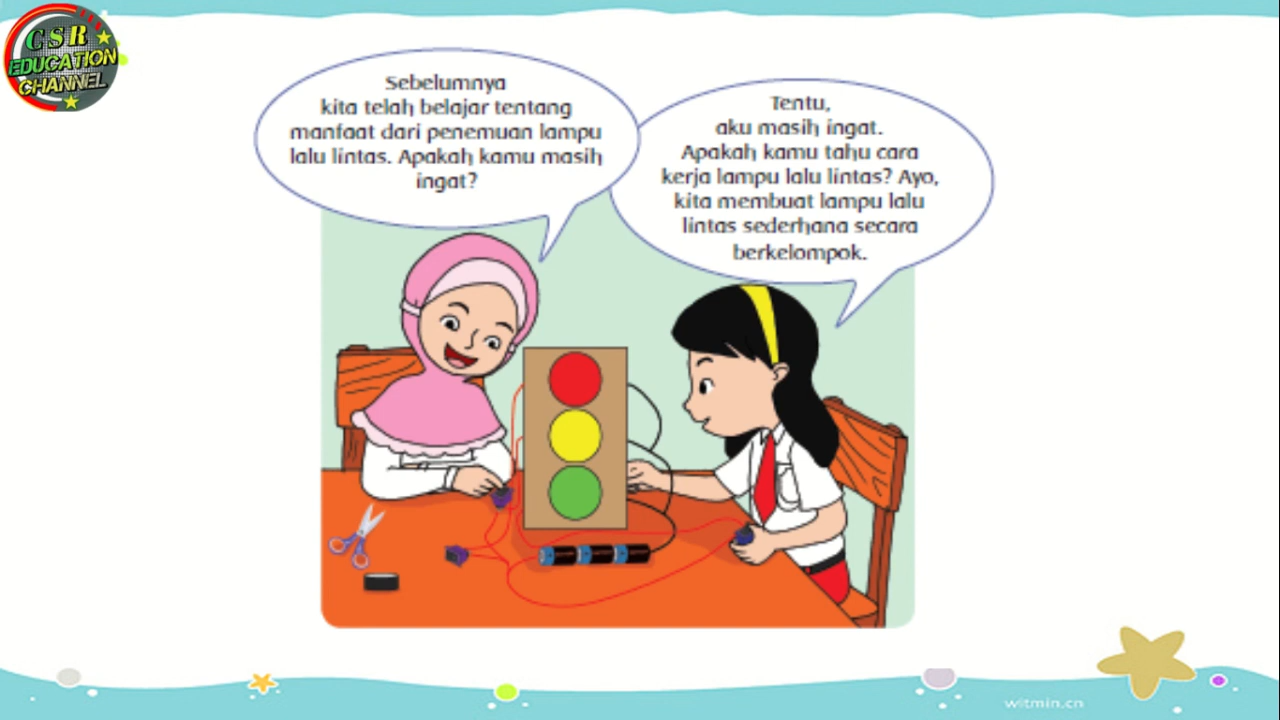 CSR
EDUCATION
CHANNEL
Sebelumnya
kita telah belajar tentang
manfaat dari penemuan lampu
lalu lintas. Apakah kamu masih
ingat?
Tentu,
aku masih ingat.
Apakah kamu tahu cara
kerja lampu lalu lintas? Ayo,
kita membuat lampu lalu
lintas sederhana secara
berkelompok.
witmin.cn